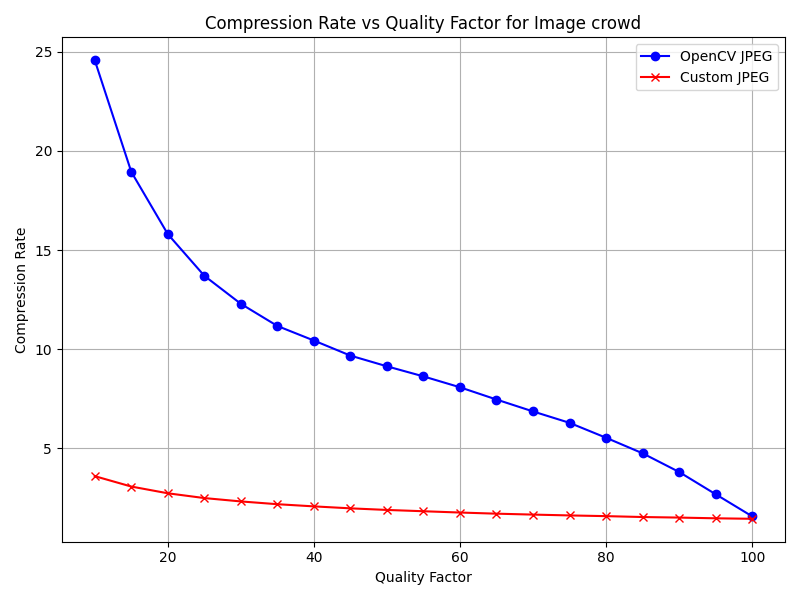 Compression Rate vs Quality Factor for Image crowd
OpenCV JPEG
Custom JPEG
25
20
15
10
5
Compression Rate
20 40 60 80 100
Quality Factor